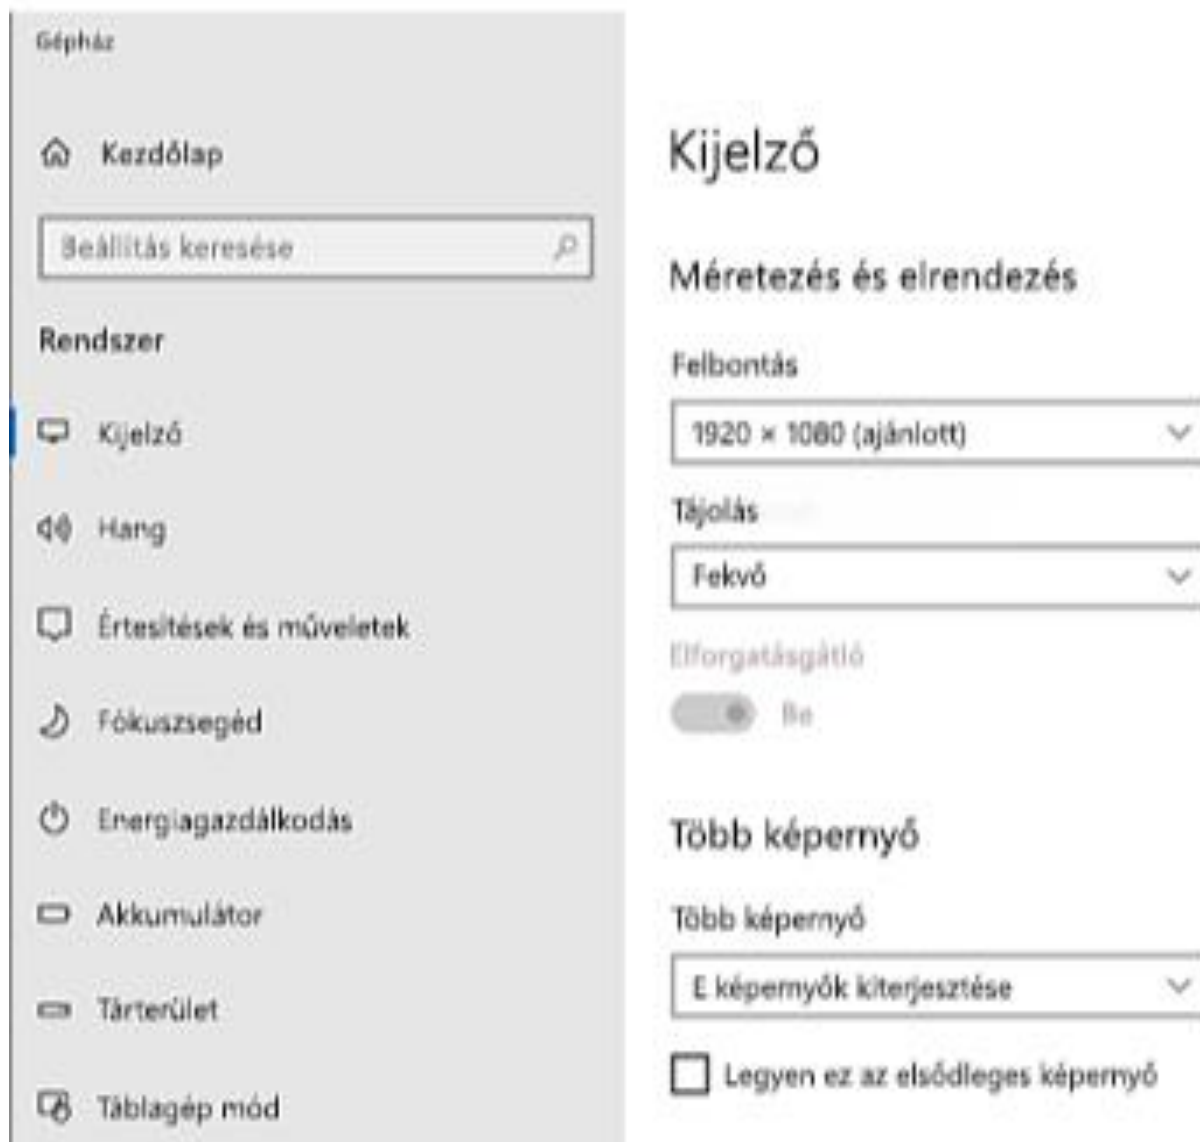 Gépház
Kezdőlap
Beállítás keresése
Rendszer
Kijelző
Hang
Értesítések és műveletek
Fókuszsegéd
Energiagazdálkodás
Akkumulátor
Tárterület
Táblagép mód
Kijelző
Méretezés és elrendezés
Felbontás
1920 × 1080 (ajánlott)
Tájolás
Fekvő
Elforgatásgátló
Be
Több képernyő
Több képernyő
E képernyők kiterjesztése
Legyen ez az elsődleges képernyő